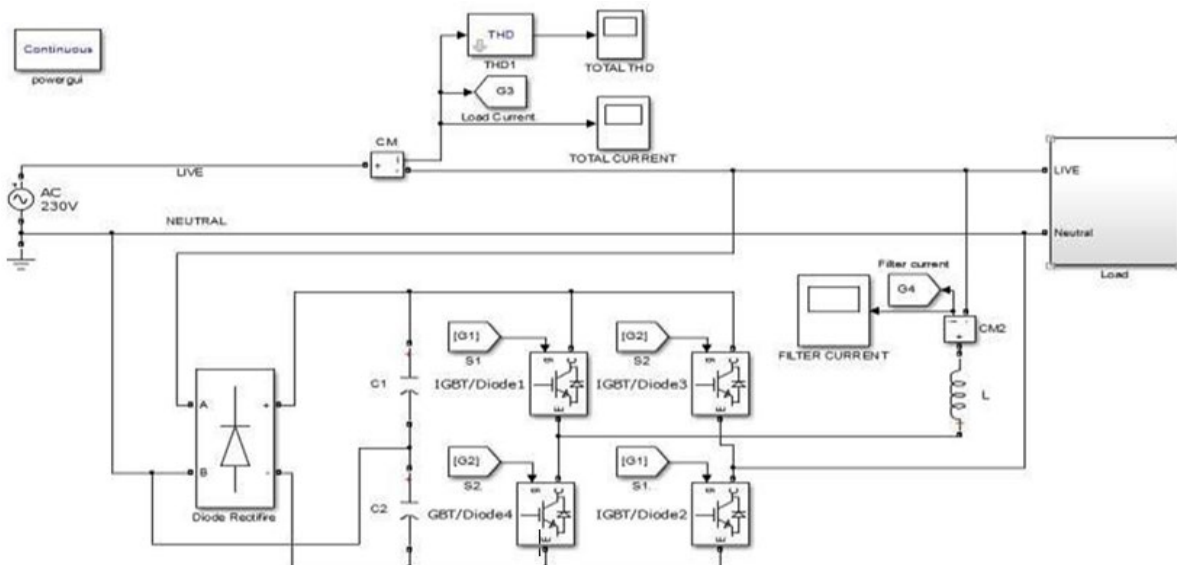 Continuous
powergui
THD
THD1
TOTAL THD
G3
Load Current
TOTAL CURRENT
CM
+
i
-
LIVE
AC
230V
NEUTRAL
LIVE
Neutral
Load
Filter current
G4
FILTER CURRENT
CM2
+
L
[G1]
S1
IGBT/Diode1
g
C
E
[G2]
S2
IGBT/Diode3
g
C
E
C1
A
B
+
-
Diode Rectifire
C2
[G2]
S2.
GBT/Diode4
g
C
E
[G1]
S1.
IGBT/Diode2
g
C
E